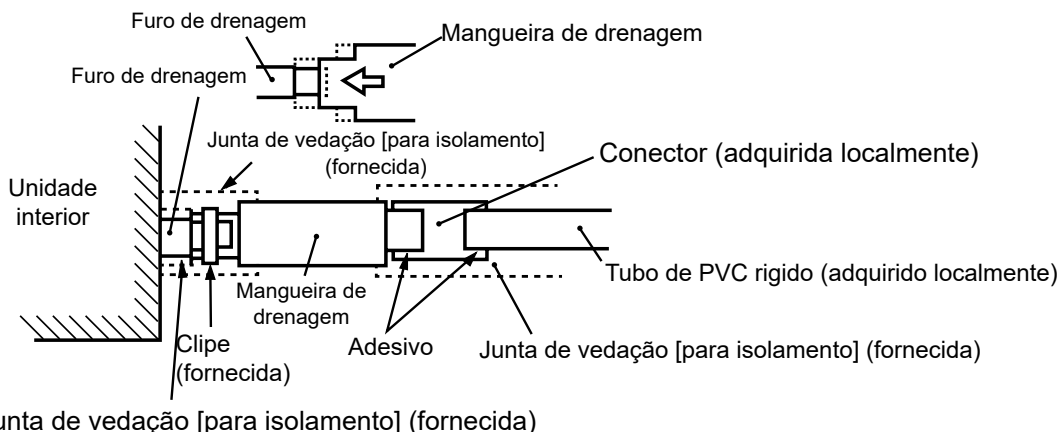 Furo de drenagem
Mangueira de drenagem
Furo de drenagem
Junta de vedação [para isolamento]
(fornecida)
Conector (adquirida localmente)
Unidade
interior
Tubo de PVC rigido (adquirido localmente)
Mangueira de
drenagem
Clipe
(fornecida)
Adesivo
Junta de vedação [para isolamento] (fornecida)
unta de vedação [para isolamento] (fornecida)